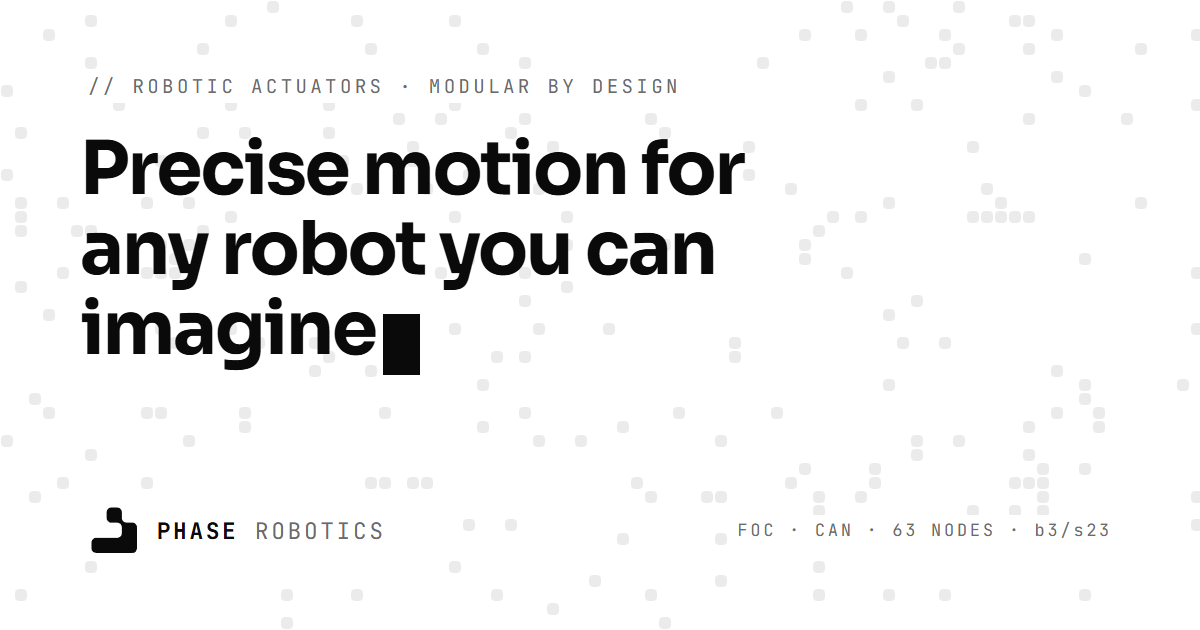 // ROBOTIC ACTUATORS · MODULAR BY DESIGN
Precise motion for
any robot you can
imagine
PHASE ROBOTICS
FOC · CAN · 63 NODES · b3/s23